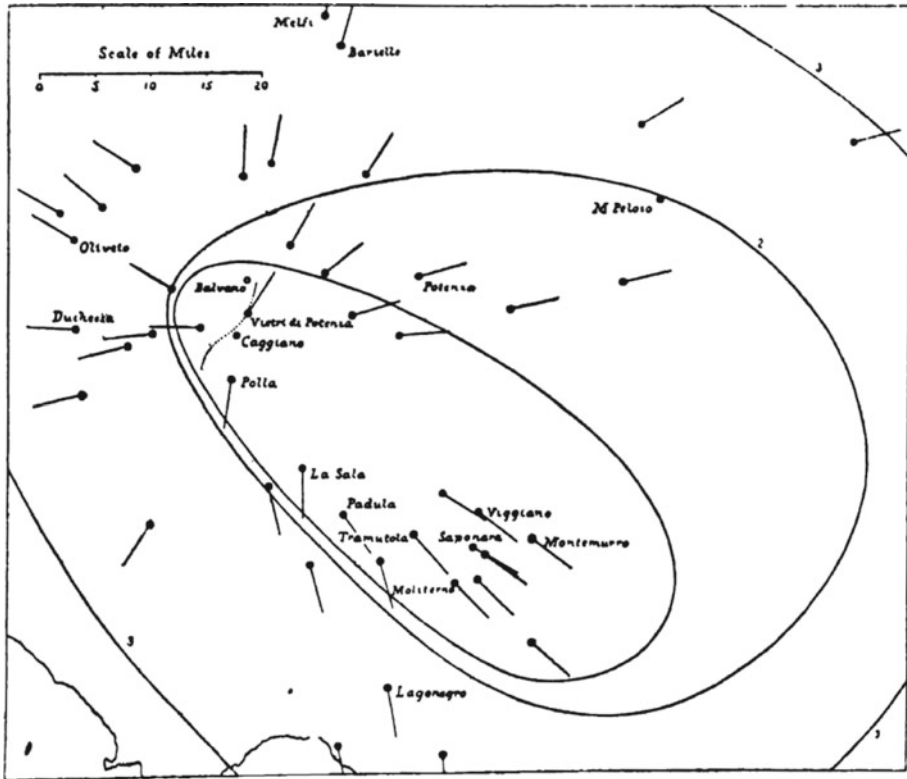 Melfi
Bariello
Scale of Miles
0 5 10 15 20
3
M Peloso
2
Oliveto
Balvano
Potenza
Duchessa
Vietri di Potenza
Caggiano
Polla
La Sala
Padula
Viggiano
Tramutola
Saponara
Montemurro
Moliterno
3
Lagonegro
3